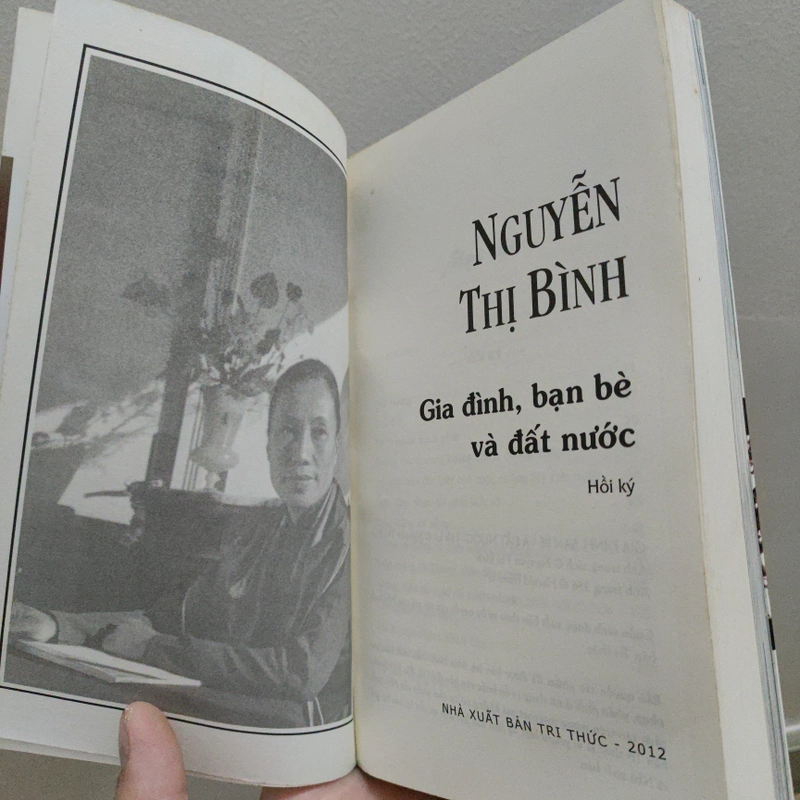 NGUYỄN
THỊ BÌNH
Gia đình, bạn bè
và đất nước
Hồi ký
NHÀ XUẤT BẢN TRI THỨC - 2012